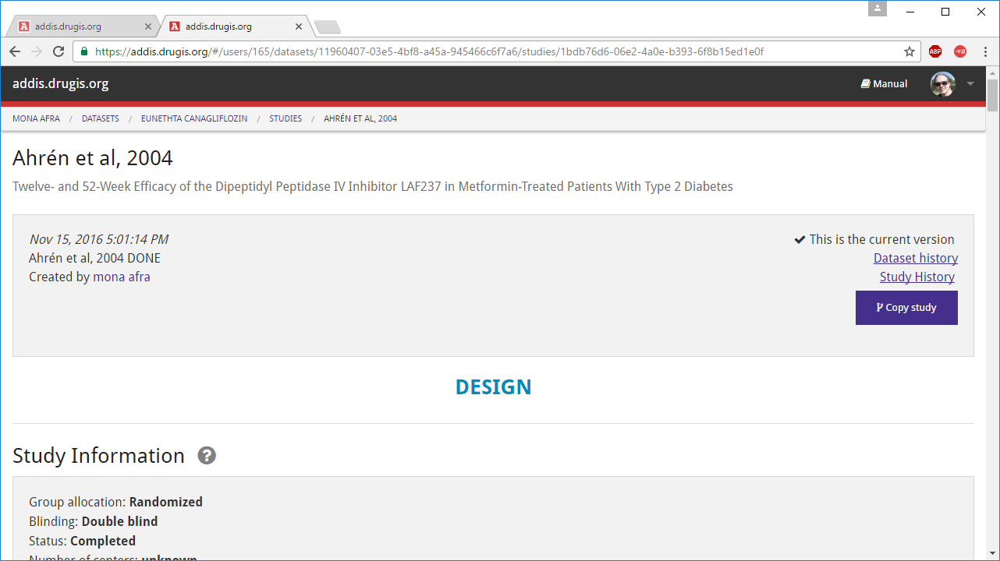 addis.drugis.org
addis.drugis.org
https://addis.drugis.org/#/users/165/datasets/11960407-03e5-4bf8-a45a-945466c6f7a6/studies/1bdb76d6-06e2-4a0e-b393-6f8b15ed1e0f
ABP
addis.drugis.org
Manual
MONA AFRA / DATASETS / EUNETHTA CANAGLIFLOZIN / STUDIES / AHRÉN ET AL, 2004
Ahrén et al, 2004
Twelve- and 52-Week Efficacy of the Dipeptidyl Peptidase IV Inhibitor LAF237 in Metformin-Treated Patients With Type 2 Diabetes
Nov 15, 2016 5:01:14 PM
Ahrén et al, 2004 DONE
Created by mona afra
This is the current version
Dataset history
Study History
Copy study
DESIGN
Study Information ?
Group allocation: Randomized
Blinding: Double blind
Status: Completed
Number of centers: unknown